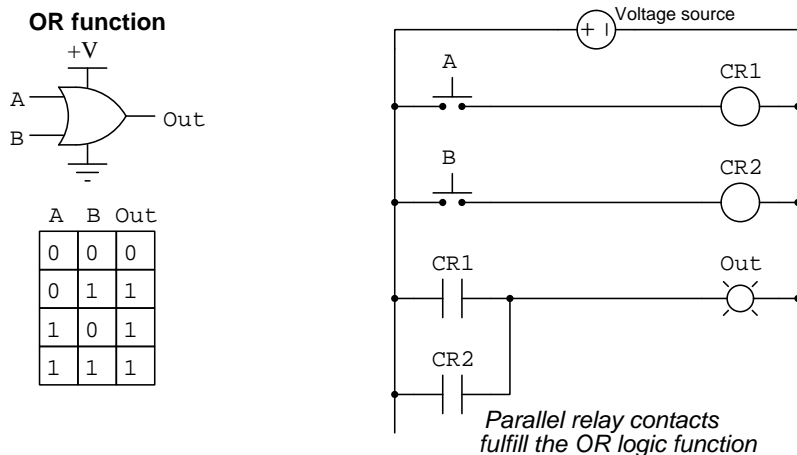 OR function
+V
A
B
Out
A B Out
0 0 0
0 1 1
1 0 1
1 1 1
Voltage source
+ -
A
CR1
B
CR2
CR1
Out
CR2
Parallel relay contacts
fulfill the OR logic function